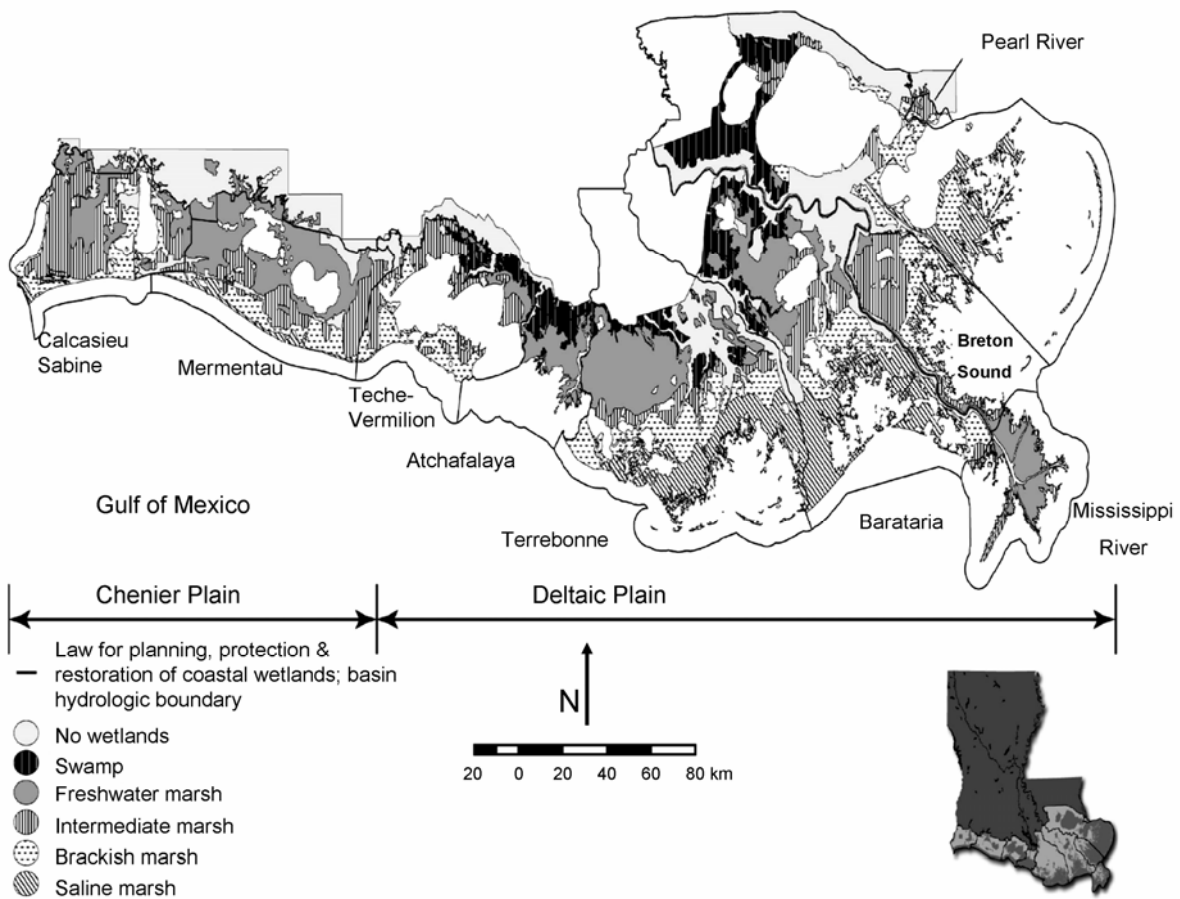 Pearl River
Calcasieu
Sabine
Mermentau
Teche-
Vermilion
Atchafalaya
Breton
Sound
Gulf of Mexico
Terrebonne
Barataria
Mississippi
River
Chenier Plain
Deltaic Plain
Law for planning, protection &
restoration of coastal wetlands; basin
hydrologic boundary
N
No wetlands
Swamp
Freshwater marsh
Intermediate marsh
Brackish marsh
Saline marsh
20 0 20 40 60 80 km